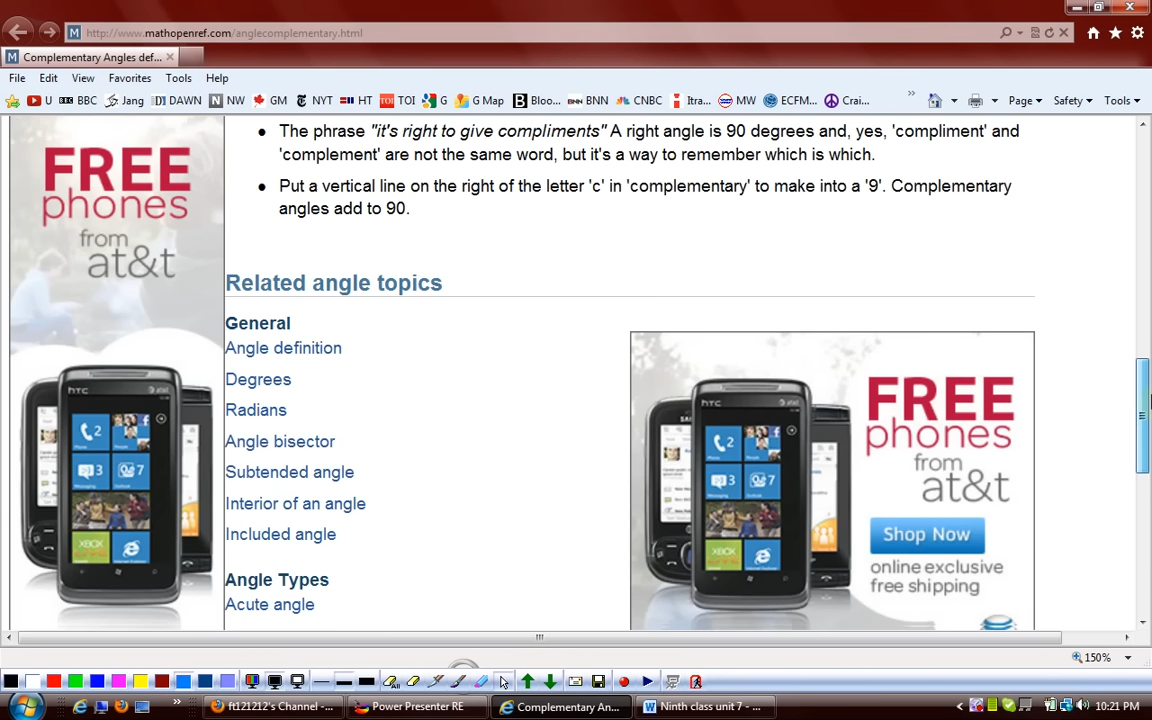 http://www.mathopenref.com/anglecomplementary.html
Complementary Angles def...
File Edit View Favorites Tools Help
U BBC Jang DAWN NW GM NYT HT TOI G G Map Bloo... BNN CNBC Itra... MW ECFM... Crai... Page Safety Tools
The phrase "it's right to give compliments" A right angle is 90 degrees and, yes, 'compliment' and
'complement' are not the same word, but it's a way to remember which is which.
Put a vertical line on the right of the letter 'c' in 'complementary' to make into a '9'. Complementary
angles add to 90.
FREE
phones
from
at&t
hTC
at&t
Related angle topics
General
Angle definition
Degrees
Radians
Angle bisector
Subtended angle
Interior of an angle
Included angle
Angle Types
Acute angle
FREE
phones
from
at&t
Shop Now
online exclusive
free shipping
hTC
at&t
150%
ft121212's Channel -... Power Presenter RE Complementary An... Ninth class unit 7 - ... 10:21 PM